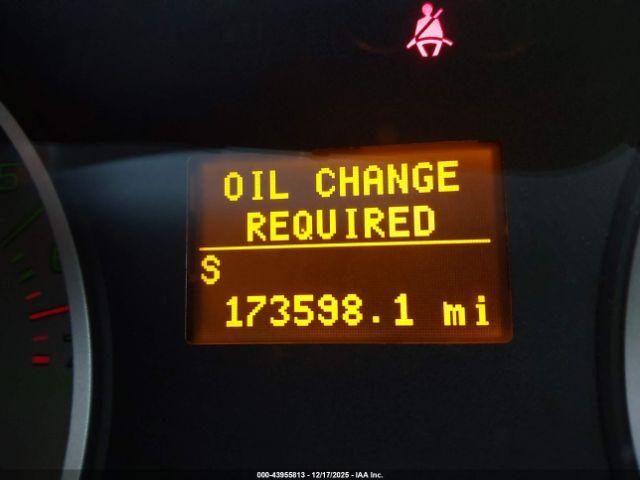 OIL CHANGE
REQUIRED
S
173598.1 mi
000-43955813 - 12/17/2025 - IAA Inc.